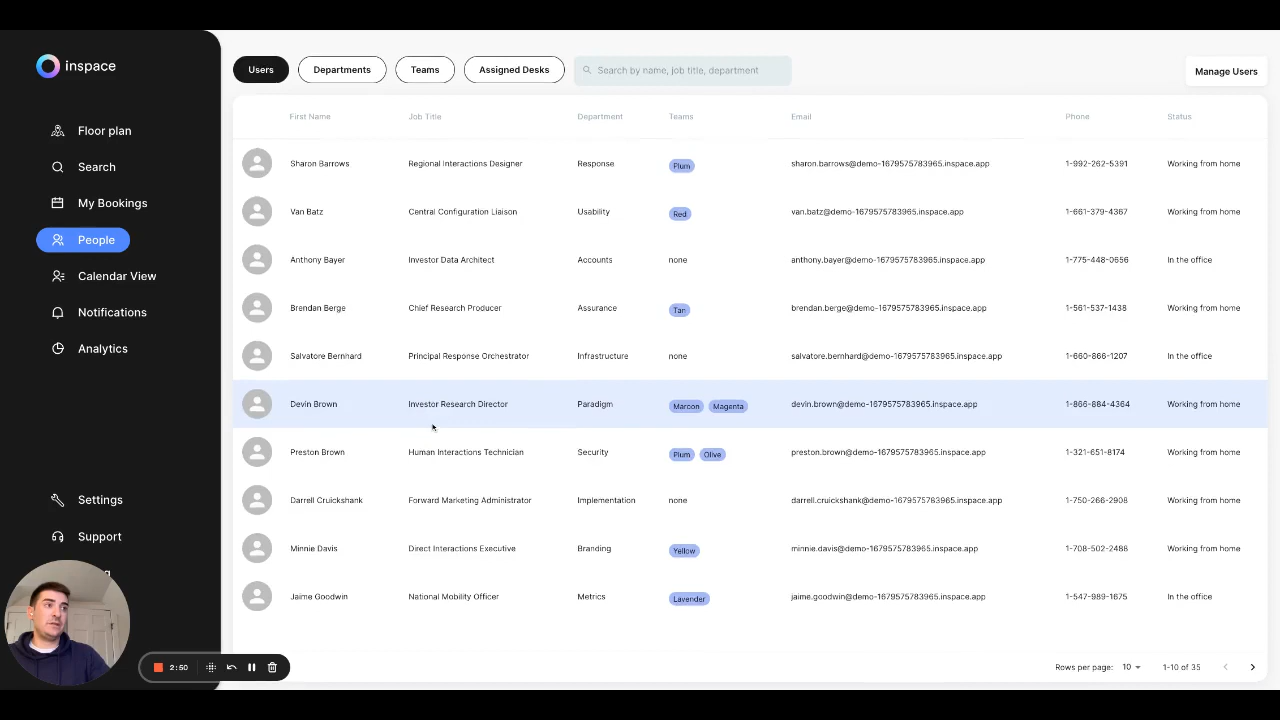 inspace
Floor plan
Search
My Bookings
People
Calendar View
Notifications
Analytics
Settings
Support
2:50
Users Departments Teams Assigned Desks Search by name, job title, department Manage Users
First Name Job Title Department Teams Email Phone Status
Sharon Barrows Regional Interactions Designer Response Plum sharon.barrows@demo-1679575783965.inspace.app 1-992-262-5391 Working from home
Van Batz Central Configuration Liaison Usability Red van.batz@demo-1679575783965.inspace.app 1-661-379-4367 Working from home
Anthony Bayer Investor Data Architect Accounts none anthony.bayer@demo-1679575783965.inspace.app 1-775-448-0656 In the office
Brendan Berge Chief Research Producer Assurance Tan brendan.berge@demo-1679575783965.inspace.app 1-561-537-1438 Working from home
Salvatore Bernhard Principal Response Orchestrator Infrastructure none salvatore.bernhard@demo-1679575783965.inspace.app 1-660-866-1207 In the office
Devin Brown Investor Research Director Paradigm Maroon Magenta devin.brown@demo-1679575783965.inspace.app 1-866-884-4364 Working from home
Preston Brown Human Interactions Technician Security Plum Olive preston.brown@demo-1679575783965.inspace.app 1-321-651-8174 Working from home
Darrell Cruickshank Forward Marketing Administrator Implementation none darrell.cruickshank@demo-1679575783965.inspace.app 1-750-266-2908 Working from home
Minnie Davis Direct Interactions Executive Branding Yellow minnie.davis@demo-1679575783965.inspace.app 1-708-502-2488 Working from home
Jaime Goodwin National Mobility Officer Metrics Lavender jaime.goodwin@demo-1679575783965.inspace.app 1-547-989-1675 In the office
Rows per page: 10 1-10 of 35